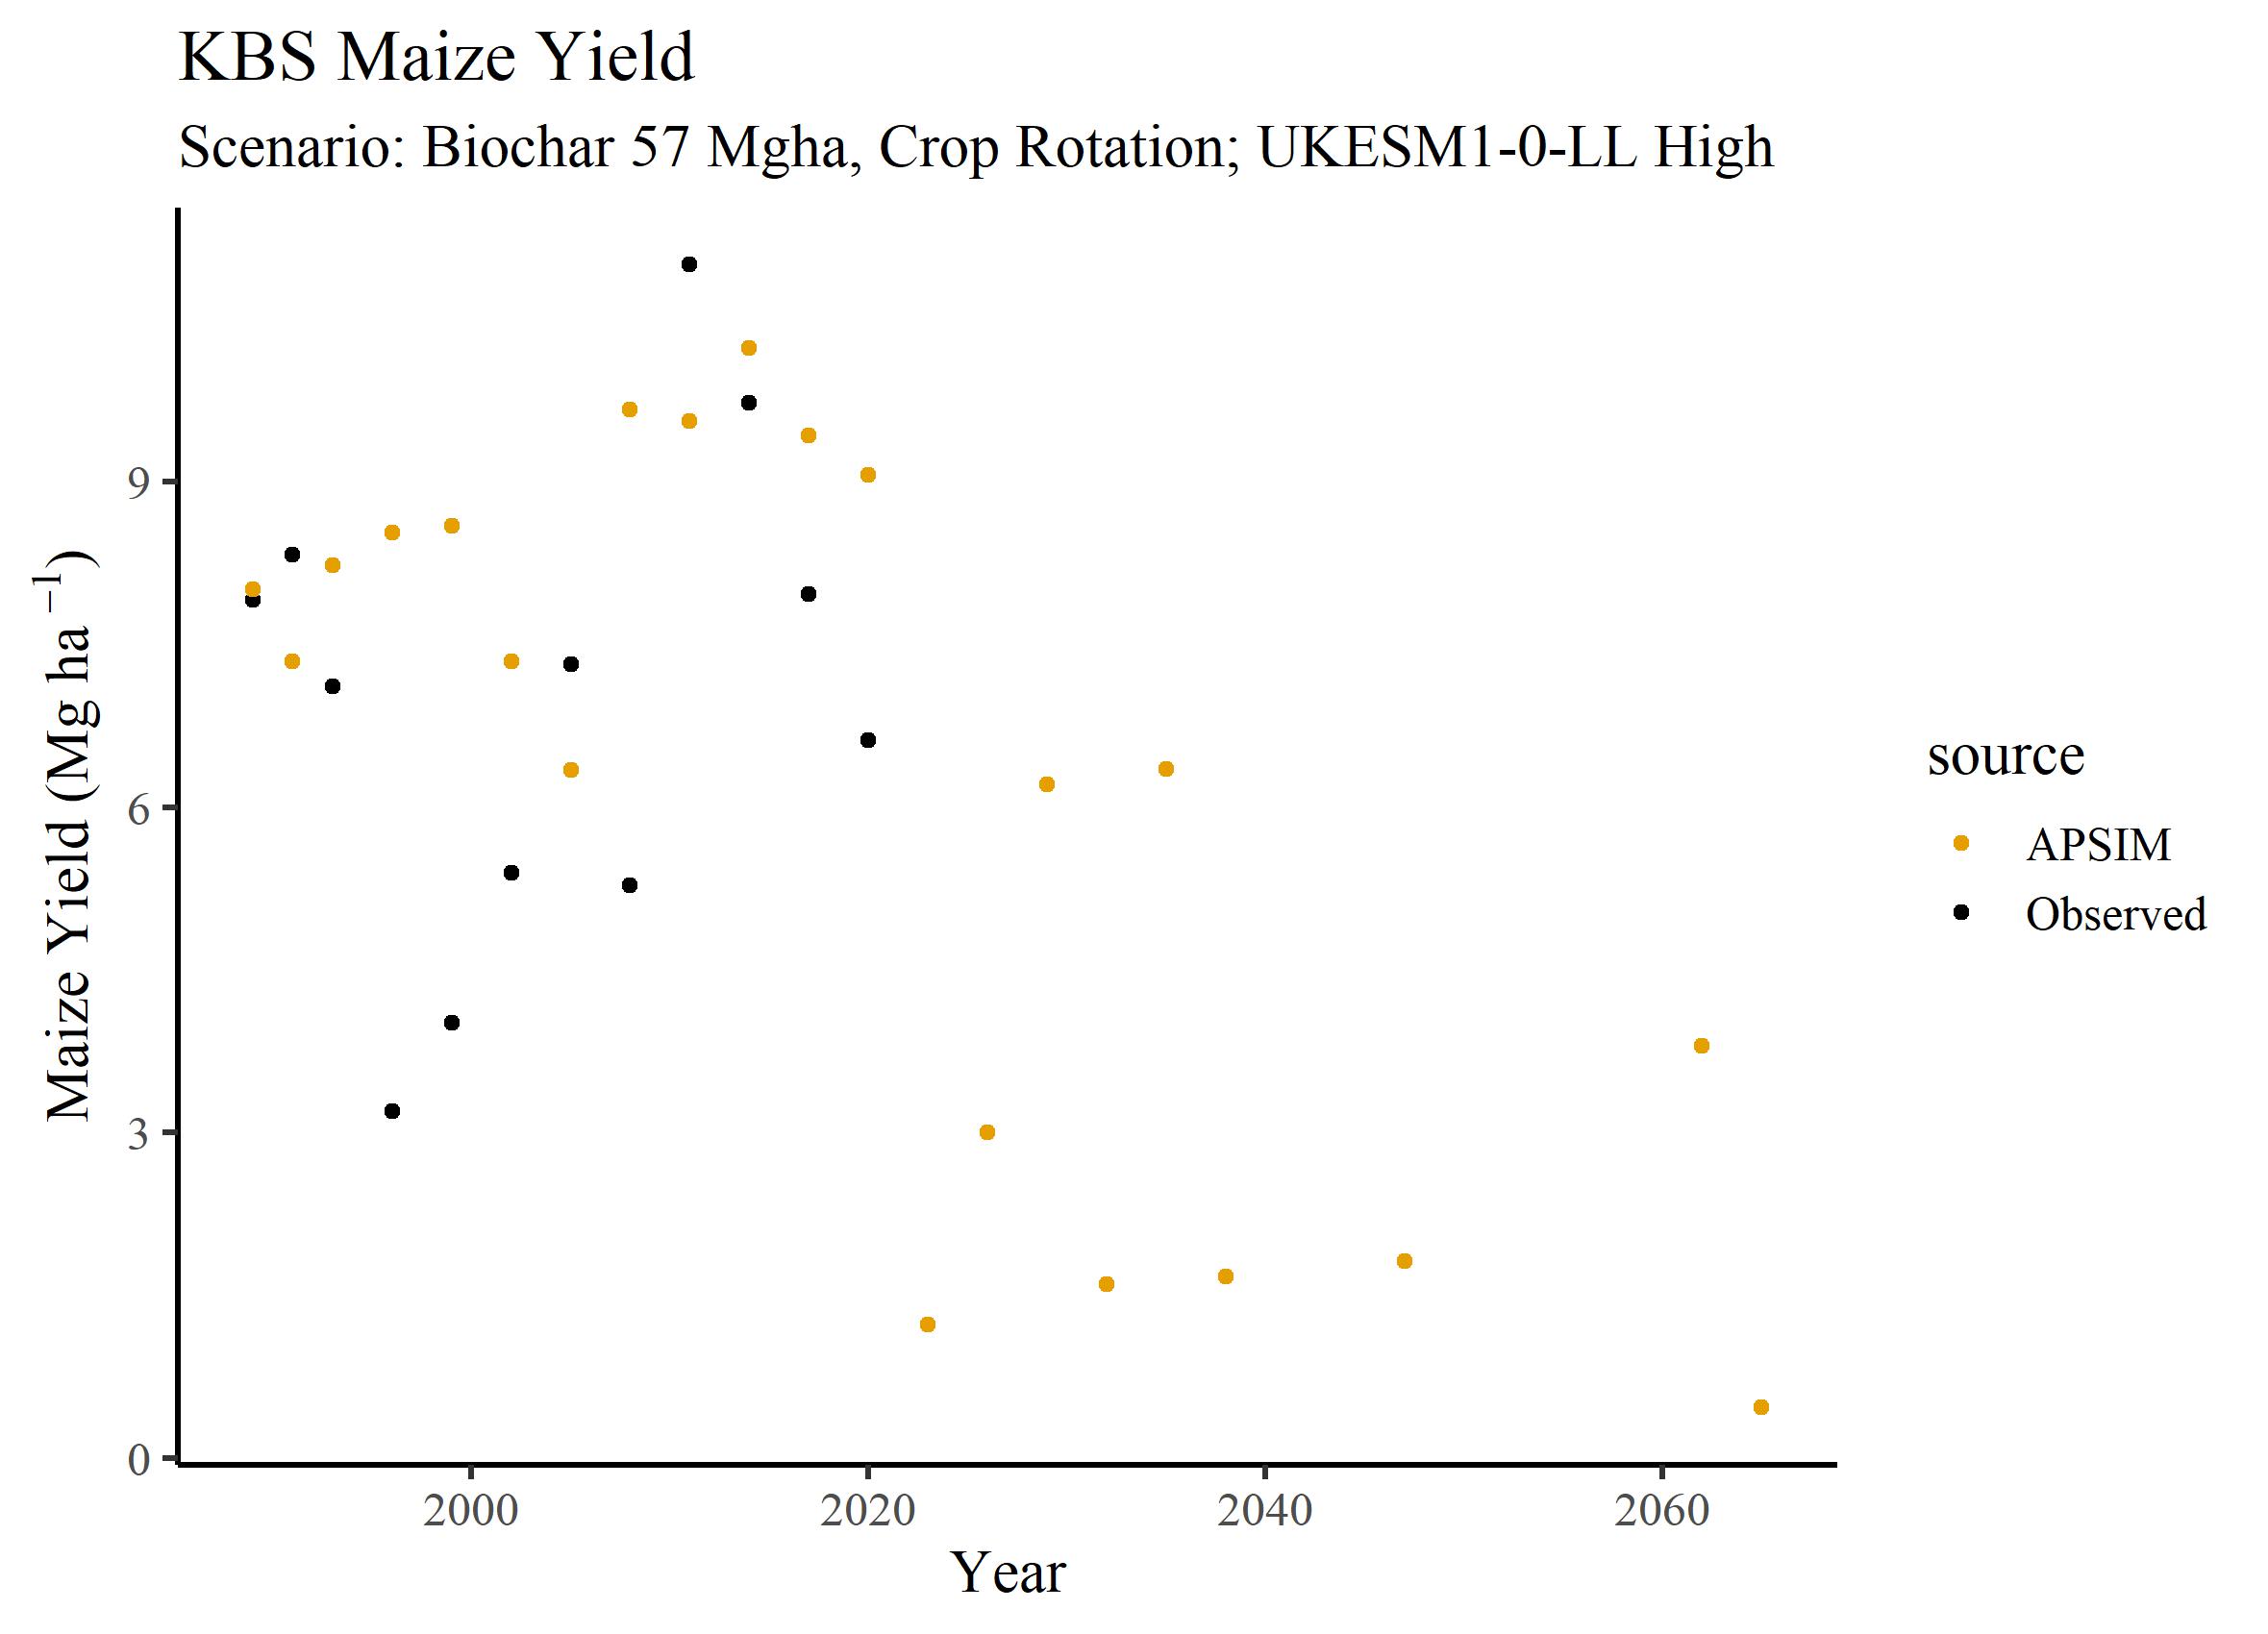 KBS Maize Yield
Scenario: Biochar 57 Mgha, Crop Rotation; UKESM1-0-LL High
Maize Yield (Mg ha −1)
9
6
3
0
2000 2020 2040 2060
Year
source
APSIM
Observed